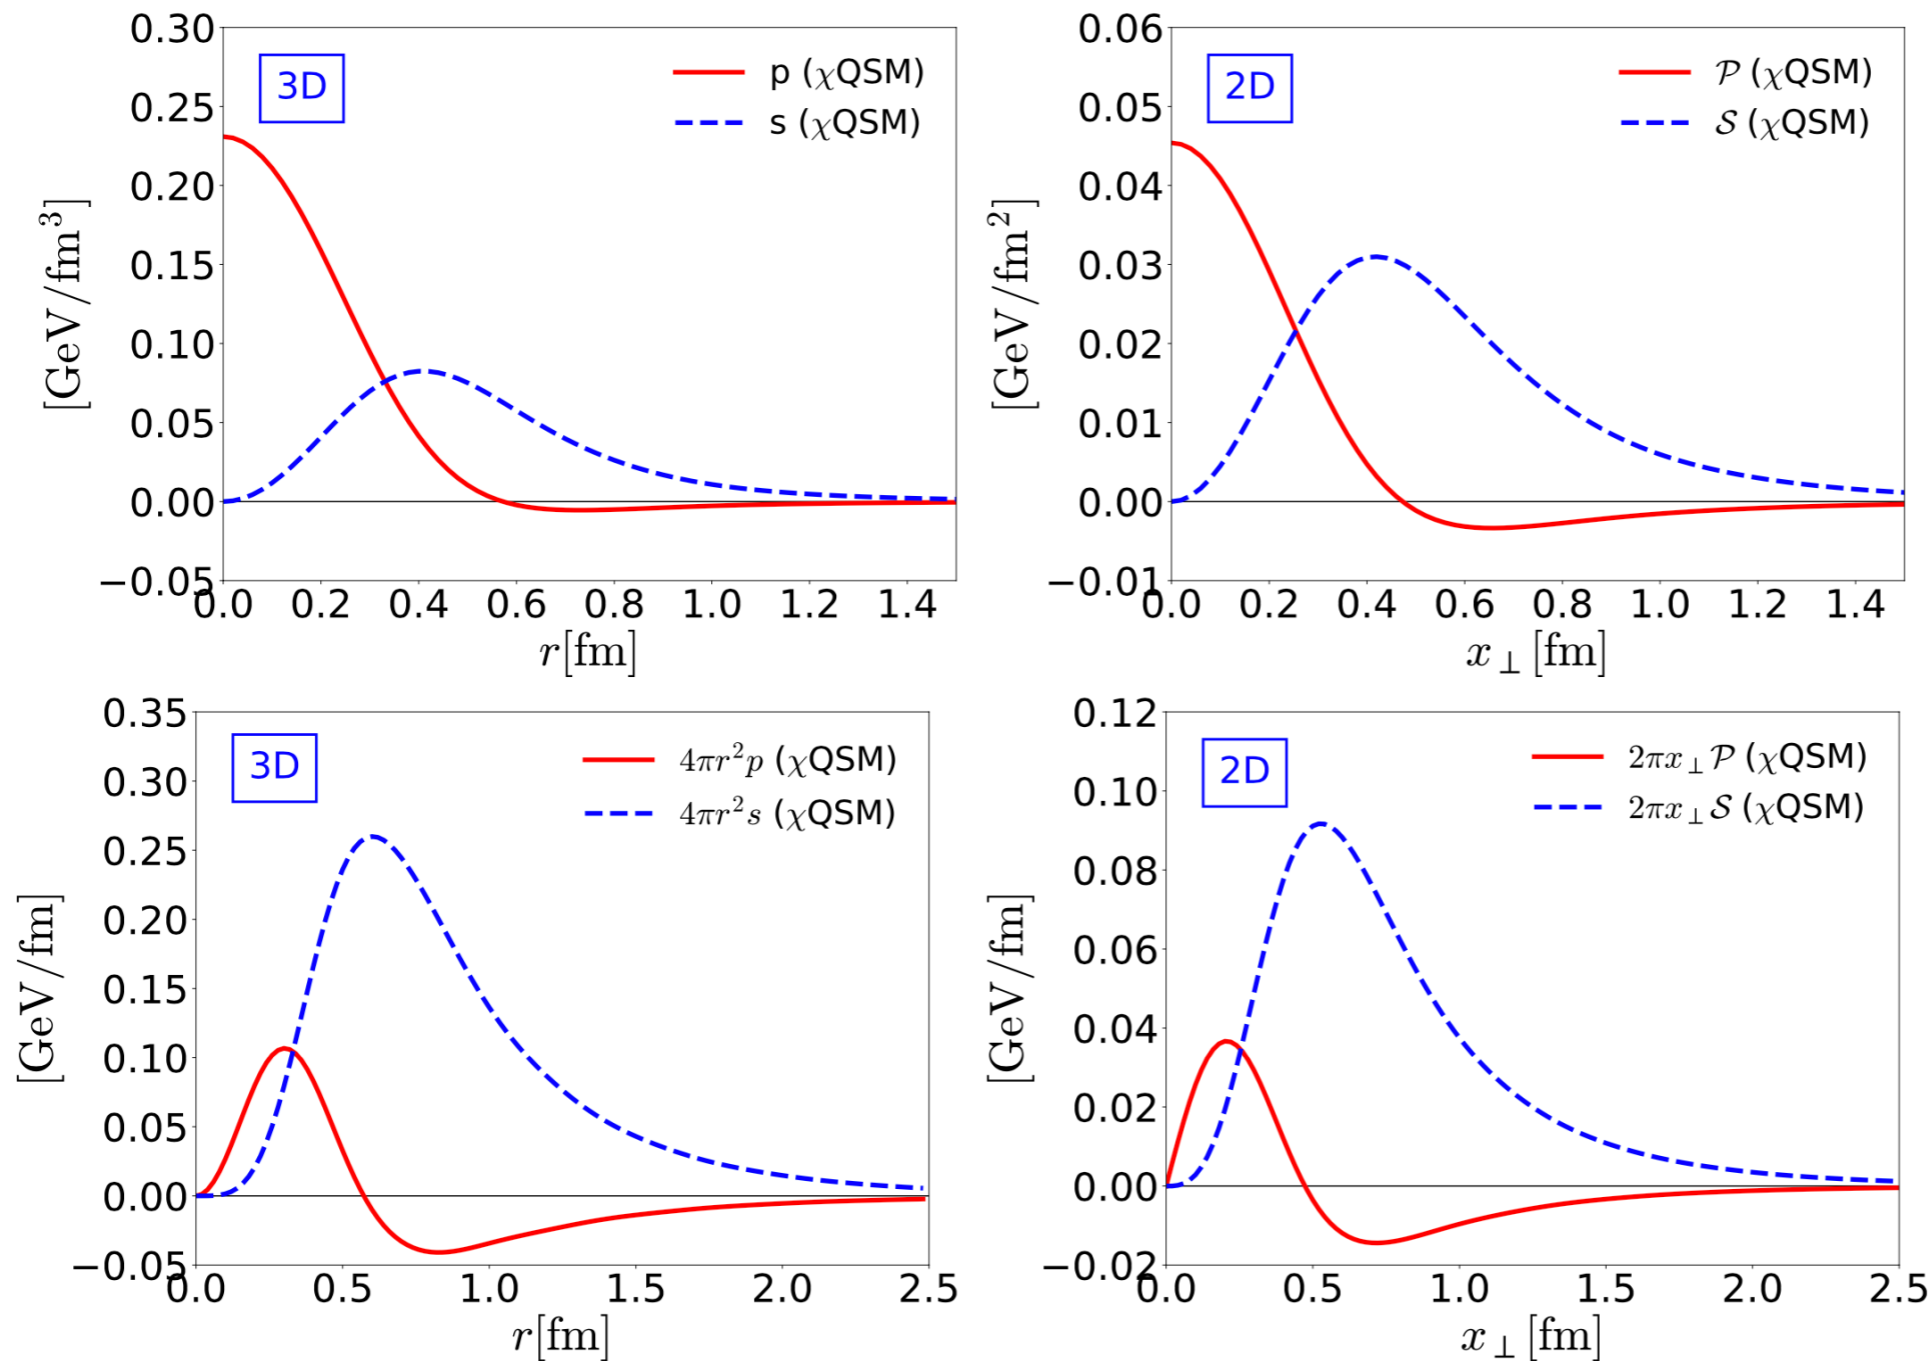 3D
p (χQSM)
s (χQSM)
0.30
0.25
0.20
0.15
0.10
0.05
0.00
−0.05
[GeV/fm³]
0.0 0.2 0.4 0.6 0.8 1.0 1.2 1.4
r[fm]
2D
𝒫 (χQSM)
𝒮 (χQSM)
0.06
0.05
0.04
0.03
0.02
0.01
0.00
−0.01
[GeV/fm²]
0.0 0.2 0.4 0.6 0.8 1.0 1.2 1.4
x⊥[fm]
3D
4πr²p (χQSM)
4πr²s (χQSM)
0.35
0.30
0.25
0.20
0.15
0.10
0.05
0.00
−0.05
[GeV/fm]
0.0 0.5 1.0 1.5 2.0 2.5
r[fm]
2D
2πx⊥𝒫 (χQSM)
2πx⊥𝒮 (χQSM)
0.12
0.10
0.08
0.06
0.04
0.02
0.00
−0.02
[GeV/fm]
0.0 0.5 1.0 1.5 2.0 2.5
x⊥[fm]